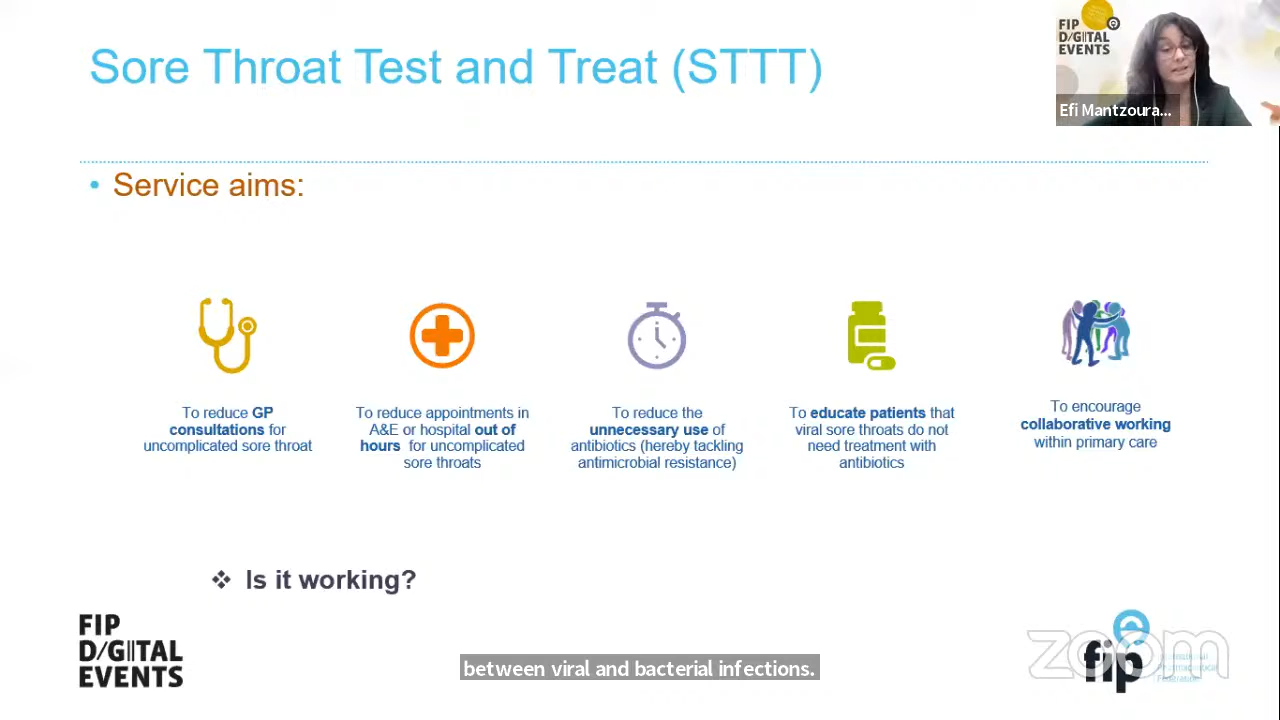 Sore Throat Test and Treat (STTT)
FIP
D/GITAL
EVENTS
Efi Mantzoura...
• Service aims:
To reduce GP
consultations for
uncomplicated sore throat
To reduce appointments in
A&E or hospital out of
hours for uncomplicated
sore throats
To reduce the
unnecessary use of
antibiotics (hereby tackling
antimicrobial resistance)
To educate patients that
viral sore throats do not
need treatment with
antibiotics
To encourage
collaborative working
within primary care
❖ Is it working?
FIP
D/GITAL
EVENTS
between viral and bacterial infections.
zoom
fip
Pharmaceutical
Federation